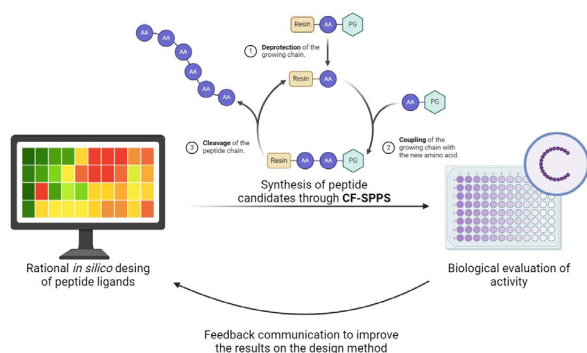 Resin
AA
PG
1 Deprotection of the
growing chain.
AA
AA
AA
AA
AA
AA
Resin
AA
AA
PG
3 Cleavage of
the peptide chain.
2 Coupling of the
growing chain with
the new amino acid.
Resin
AA
AA
PG
Synthesis of peptide
candidates through CF-SPPS
Rational in silico desing
of peptide ligands
Biological evaluation of
activity
Feedback communication to improve
the results on the design method